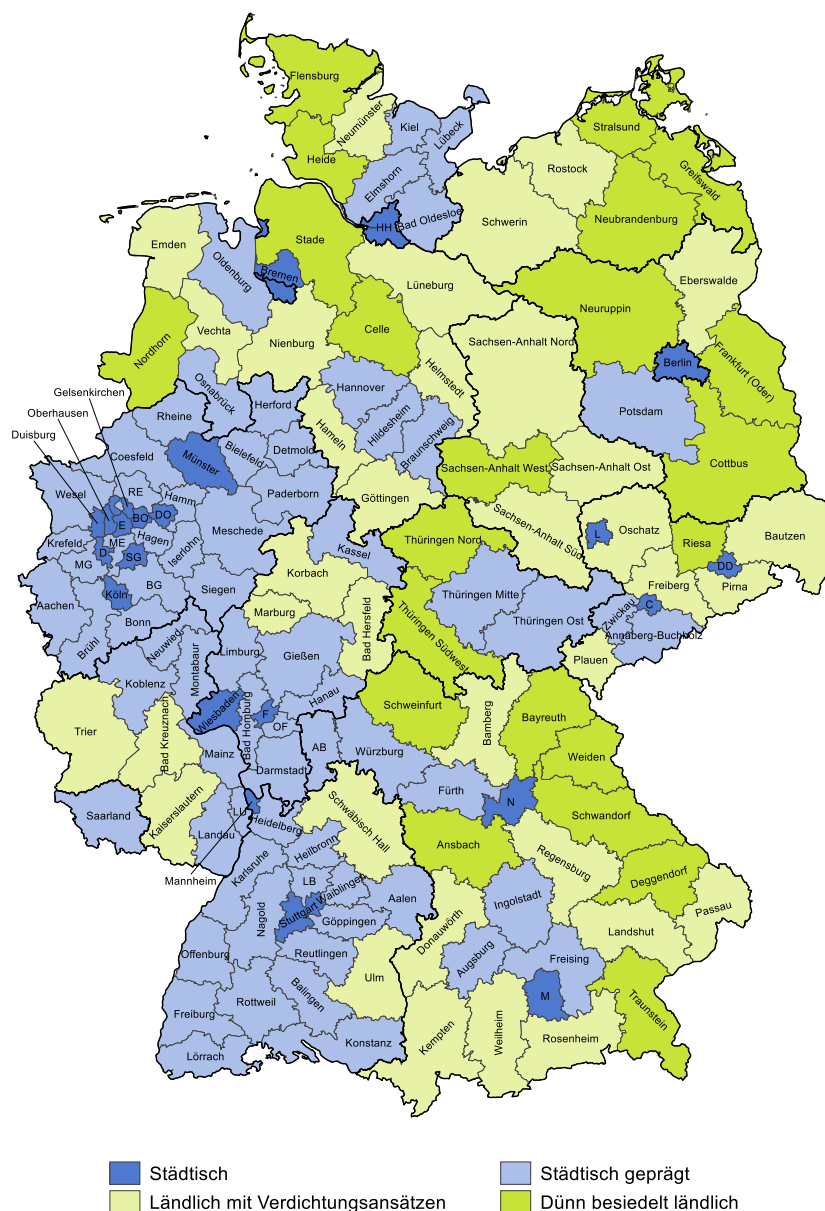 Flensburg
Neumünster
Kiel
Lübeck
Heide
Elmshorn
HH
Bad Oldesloe
Stralsund
Rostock
Greifswald
Schwerin
Neubrandenburg
Emden
Oldenburg
Stade
Bremen
Lüneburg
Eberswalde
Neuruppin
Nordhorn
Vechta
Nienburg
Celle
Sachsen-Anhalt Nord
Helmstedt
Berlin
Frankfurt (Oder)
Gelsenkirchen
Oberhausen
Duisburg
Osnabrück
Herford
Hannover
Hildesheim
Braunschweig
Potsdam
Rheine
Coesfeld
Münster
Bielefeld
Detmold
Hameln
Sachsen-Anhalt West
Sachsen-Anhalt Ost
Cottbus
Wesel
RE
Hamm
Paderborn
Göttingen
Sachsen-Anhalt Süd
E
BO
DO
Krefeld
ME
Hagen
Meschede
Iserlohn
L
Oschatz
Riesa
Bautzen
D
SG
MG
Kassel
Thüringen Nord
DD
Köln
BG
Siegen
Korbach
Freiberg
Pirna
Aachen
Bonn
Marburg
Bad Hersfeld
Thüringen Mitte
Thüringen Ost
Zwickau
C
Annaberg-Buchholz
Brühl
Neuwied
Montabaur
Limburg
Gießen
Thüringen Südwest
Plauen
Koblenz
Hanau
Schweinfurt
Trier
Bad Kreuznach
Wiesbaden
Bad Homburg
F
OF
Bamberg
Bayreuth
Mainz
Darmstadt
AB
Würzburg
Weiden
Saarland
Kaiserslautern
Landau
LU
Heidelberg
Fürth
N
Schwandorf
Schwäbisch Hall
Ansbach
Regensburg
Mannheim
Karlsruhe
Heilbronn
LB
Waiblingen
Stuttgart
Göppingen
Aalen
Deggendorf
Passau
Nagold
Ingolstadt
Donauwörth
Landshut
Offenburg
Reutlingen
Ulm
Augsburg
Freising
Freiburg
Rottweil
Balingen
M
Traunstein
Lörrach
Konstanz
Kempten
Weilheim
Rosenheim
Städtisch
Städtisch geprägt
Ländlich mit Verdichtungsansätzen
Dünn besiedelt ländlich